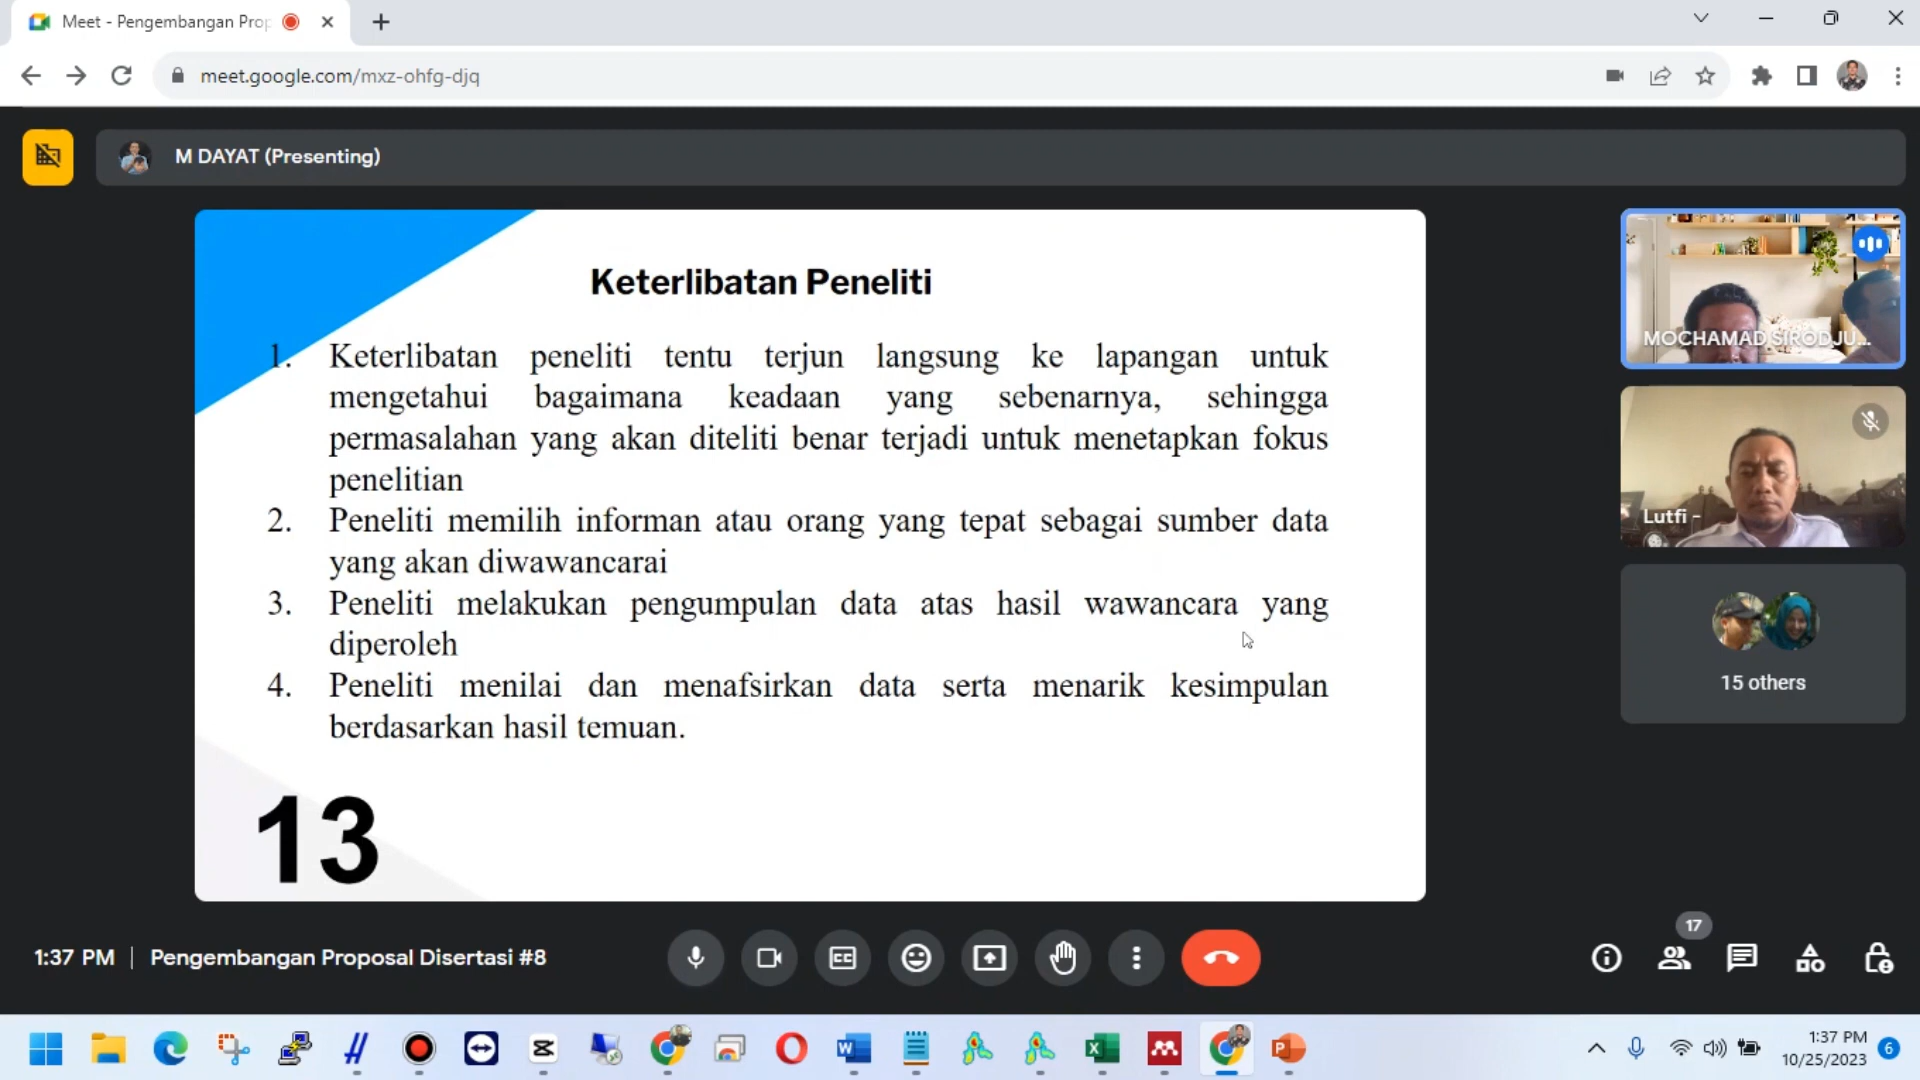 Meet - Pengembangan Prop
meet.google.com/mxz-ohfg-djq
M DAYAT (Presenting)
Keterlibatan Peneliti
1. Keterlibatan peneliti tentu terjun langsung ke lapangan untuk
mengetahui bagaimana keadaan yang sebenarnya, sehingga
permasalahan yang akan diteliti benar terjadi untuk menetapkan fokus
penelitian
2. Peneliti memilih informan atau orang yang tepat sebagai sumber data
yang akan diwawancarai
3. Peneliti melakukan pengumpulan data atas hasil wawancara yang
diperoleh
4. Peneliti menilai dan menafsirkan data serta menarik kesimpulan
berdasarkan hasil temuan.
13
MOCHAMAD SIRODJU...
Lutfi -
15 others
1:37 PM | Pengembangan Proposal Disertasi #8
CC
17
W
X
P
1:37 PM
10/25/2023
6